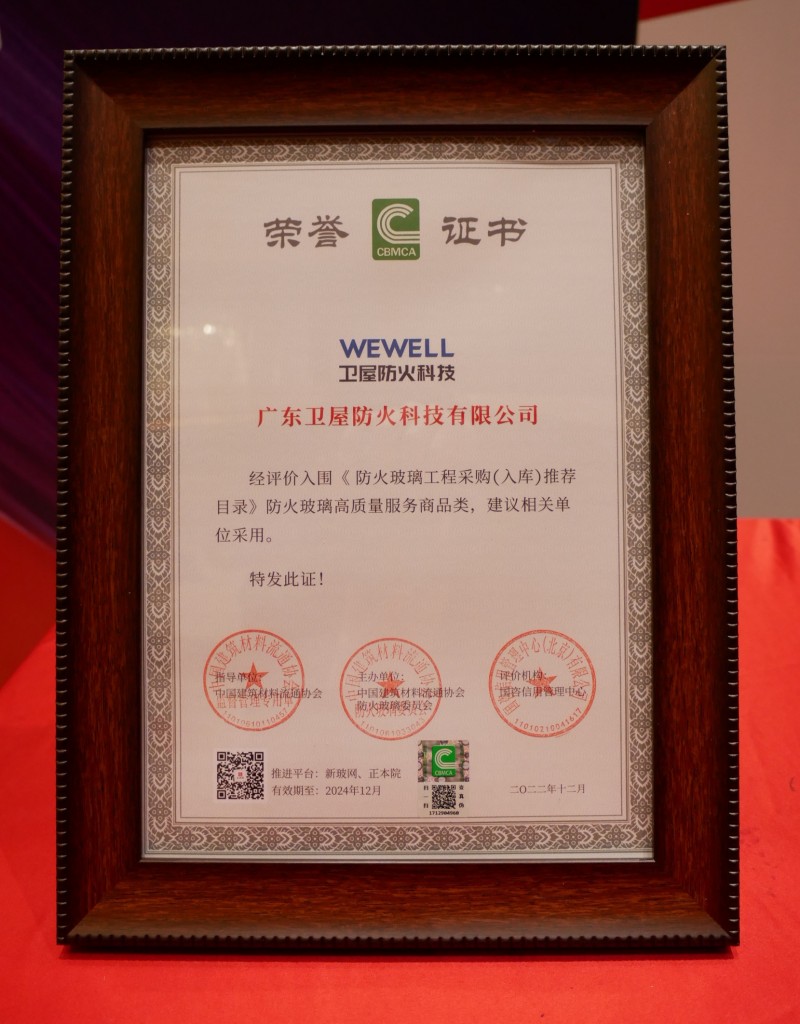 荣誉 证书
CBMCA
WEWELL
卫屋防火科技
广东卫屋防火科技有限公司
经评价入围《防火玻璃工程采购(入库)推荐
目录》防火玻璃高质量服务商品类，建议相关单
位采用。
特发此证！
指导单位：
中国建筑材料流通协会
主办单位：
中国建筑材料流通协会
防火玻璃委员会
评价机构：
国咨信用管理中心
11010210041617
推进平台：新玻网、正本院
有效期至：2024年12月
CBMCA
二〇二二年十二月